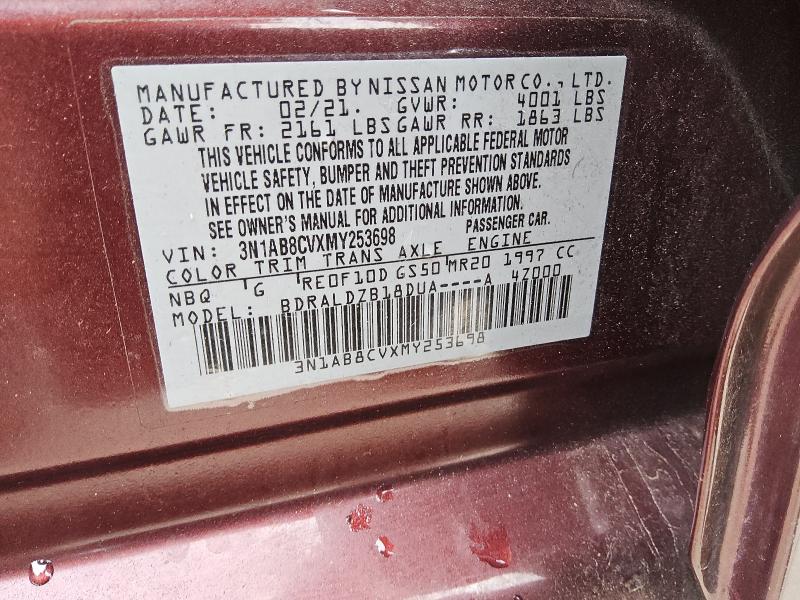 MANUFACTURED BY NISSAN MOTOR CO., LTD.
DATE: 02/21. GVWR: 4001 LBS
GAWR FR: 2161 LBS GAWR RR: 1863 LBS
THIS VEHICLE CONFORMS TO ALL APPLICABLE FEDERAL MOTOR
VEHICLE SAFETY, BUMPER AND THEFT PREVENTION STANDARDS
IN EFFECT ON THE DATE OF MANUFACTURE SHOWN ABOVE.
SEE OWNER'S MANUAL FOR ADDITIONAL INFORMATION.
VIN: 3N1AB8CVXMY253698 PASSENGER CAR.
COLOR TRIM TRANS AXLE ENGINE
NBQ G RE0F10D GS50 MR20 1997 CC
MODEL: BDRALDZB18DUA----A 4Z000
3N1AB8CVXMY253698